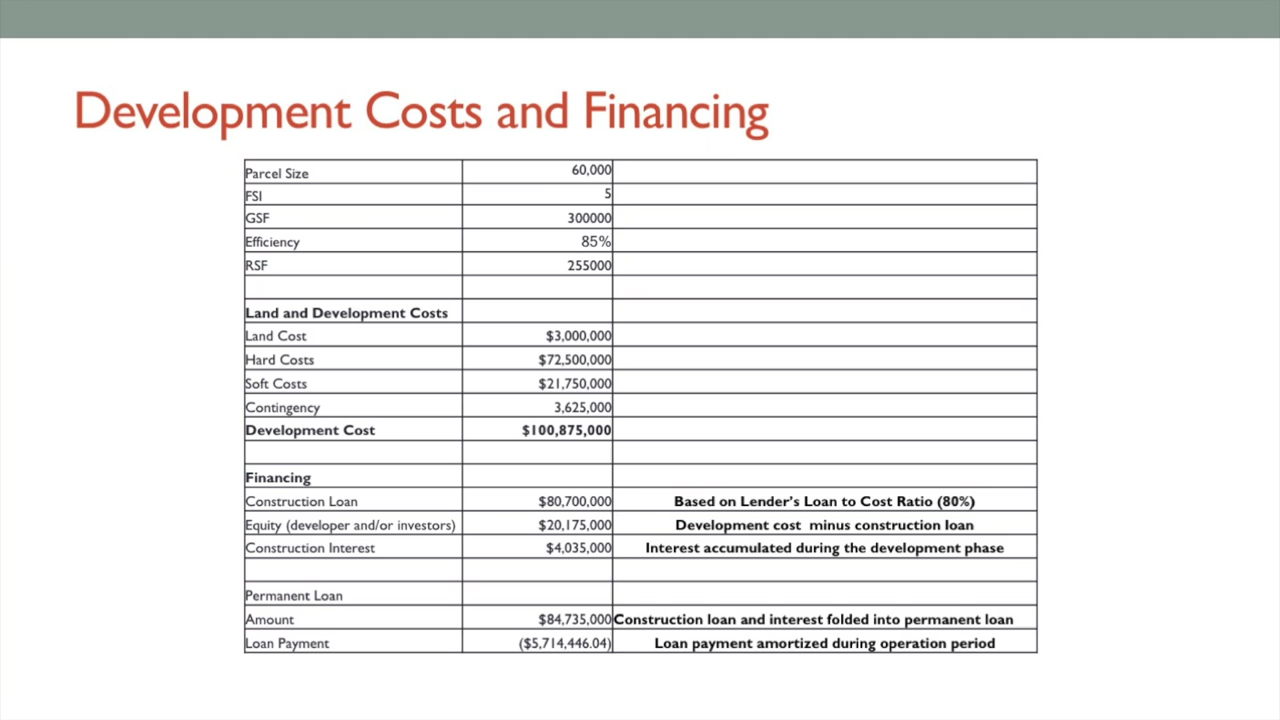 Development Costs and Financing
Parcel Size 60,000
FSI 5
GSF 300000
Efficiency 85%
RSF 255000
Land and Development Costs
Land Cost $3,000,000
Hard Costs $72,500,000
Soft Costs $21,750,000
Contingency 3,625,000
Development Cost $100,875,000
Financing
Construction Loan $80,700,000 Based on Lender's Loan to Cost Ratio (80%)
Equity (developer and/or investors) $20,175,000 Development cost minus construction loan
Construction Interest $4,035,000 Interest accumulated during the development phase
Permanent Loan
Amount $84,735,000 Construction loan and interest folded into permanent loan
Loan Payment ($5,714,446.04) Loan payment amortized during operation period